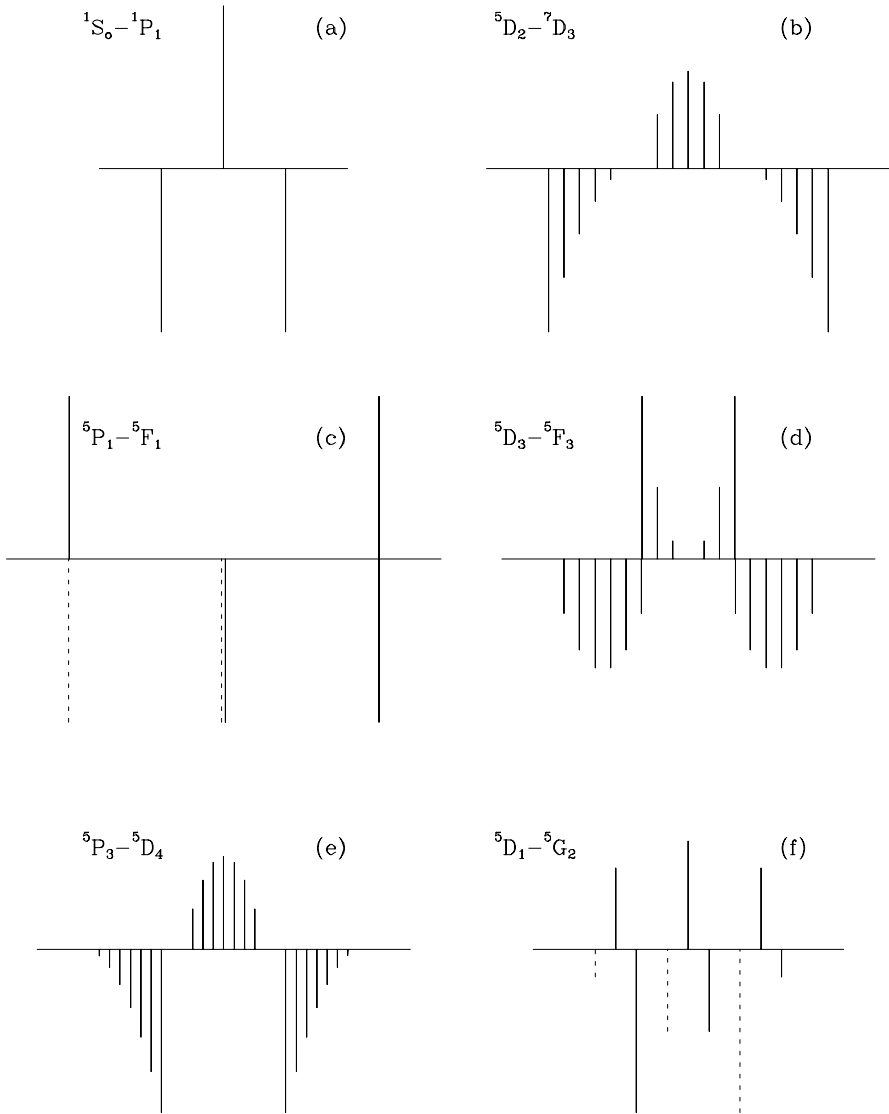 ¹S₀−¹P₁ (a)
⁵D₂−⁷D₃ (b)
⁵P₁−⁵F₁ (c)
⁵D₃−⁵F₃ (d)
⁵P₃−⁵D₄ (e)
⁵D₁−⁵G₂ (f)